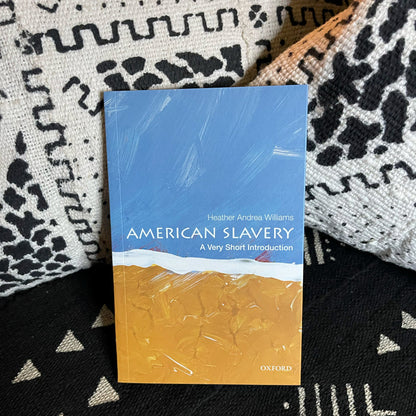 Heather Andrea Williams
AMERICAN SLAVERY
A Very Short Introduction
OXFORD